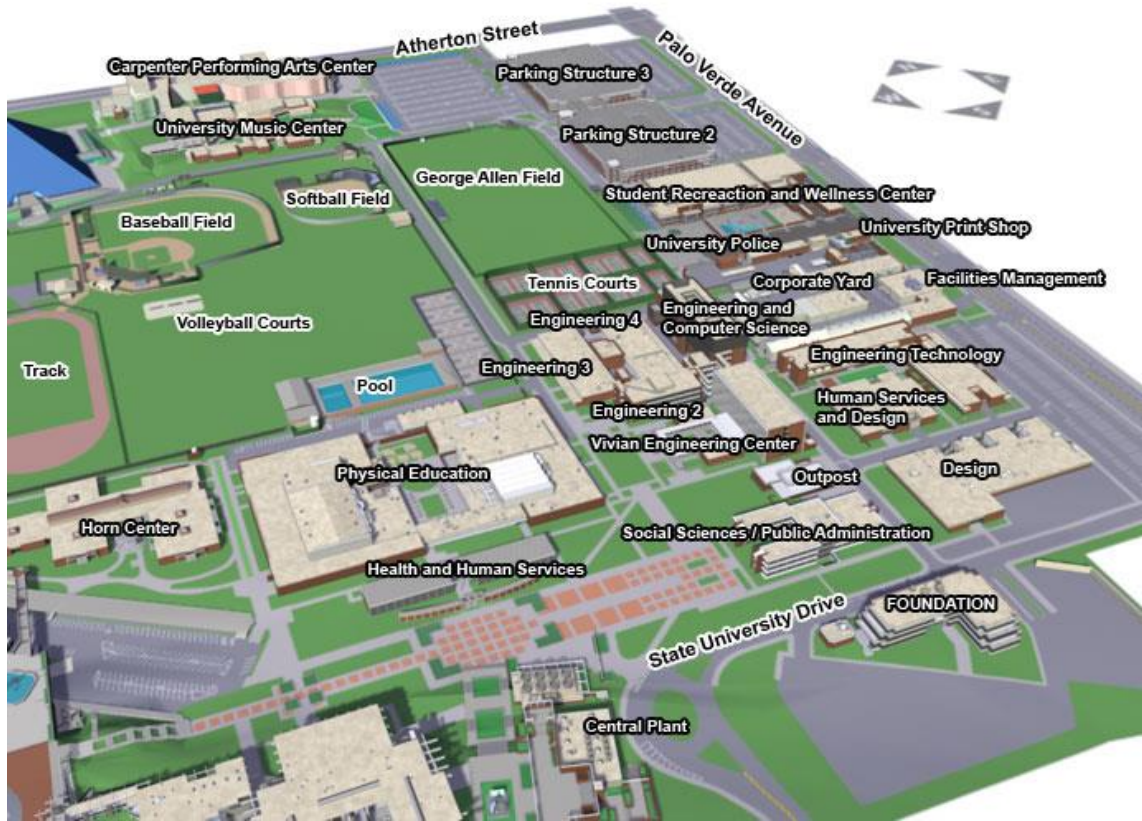 Atherton Street
Palo Verde Avenue
Carpenter Performing Arts Center
Parking Structure 3
University Music Center
Parking Structure 2
George Allen Field
Softball Field
Student Recreaction and Wellness Center
Baseball Field
University Print Shop
University Police
Tennis Courts
Corporate Yard
Facilities Management
Volleyball Courts
Engineering 4
Engineering and
Computer Science
Engineering Technology
Track
Engineering 3
Pool
Human Services
and Design
Engineering 2
Vivian Engineering Center
Physical Education
Outpost
Design
Horn Center
Social Sciences / Public Administration
Health and Human Services
FOUNDATION
State University Drive
Central Plant